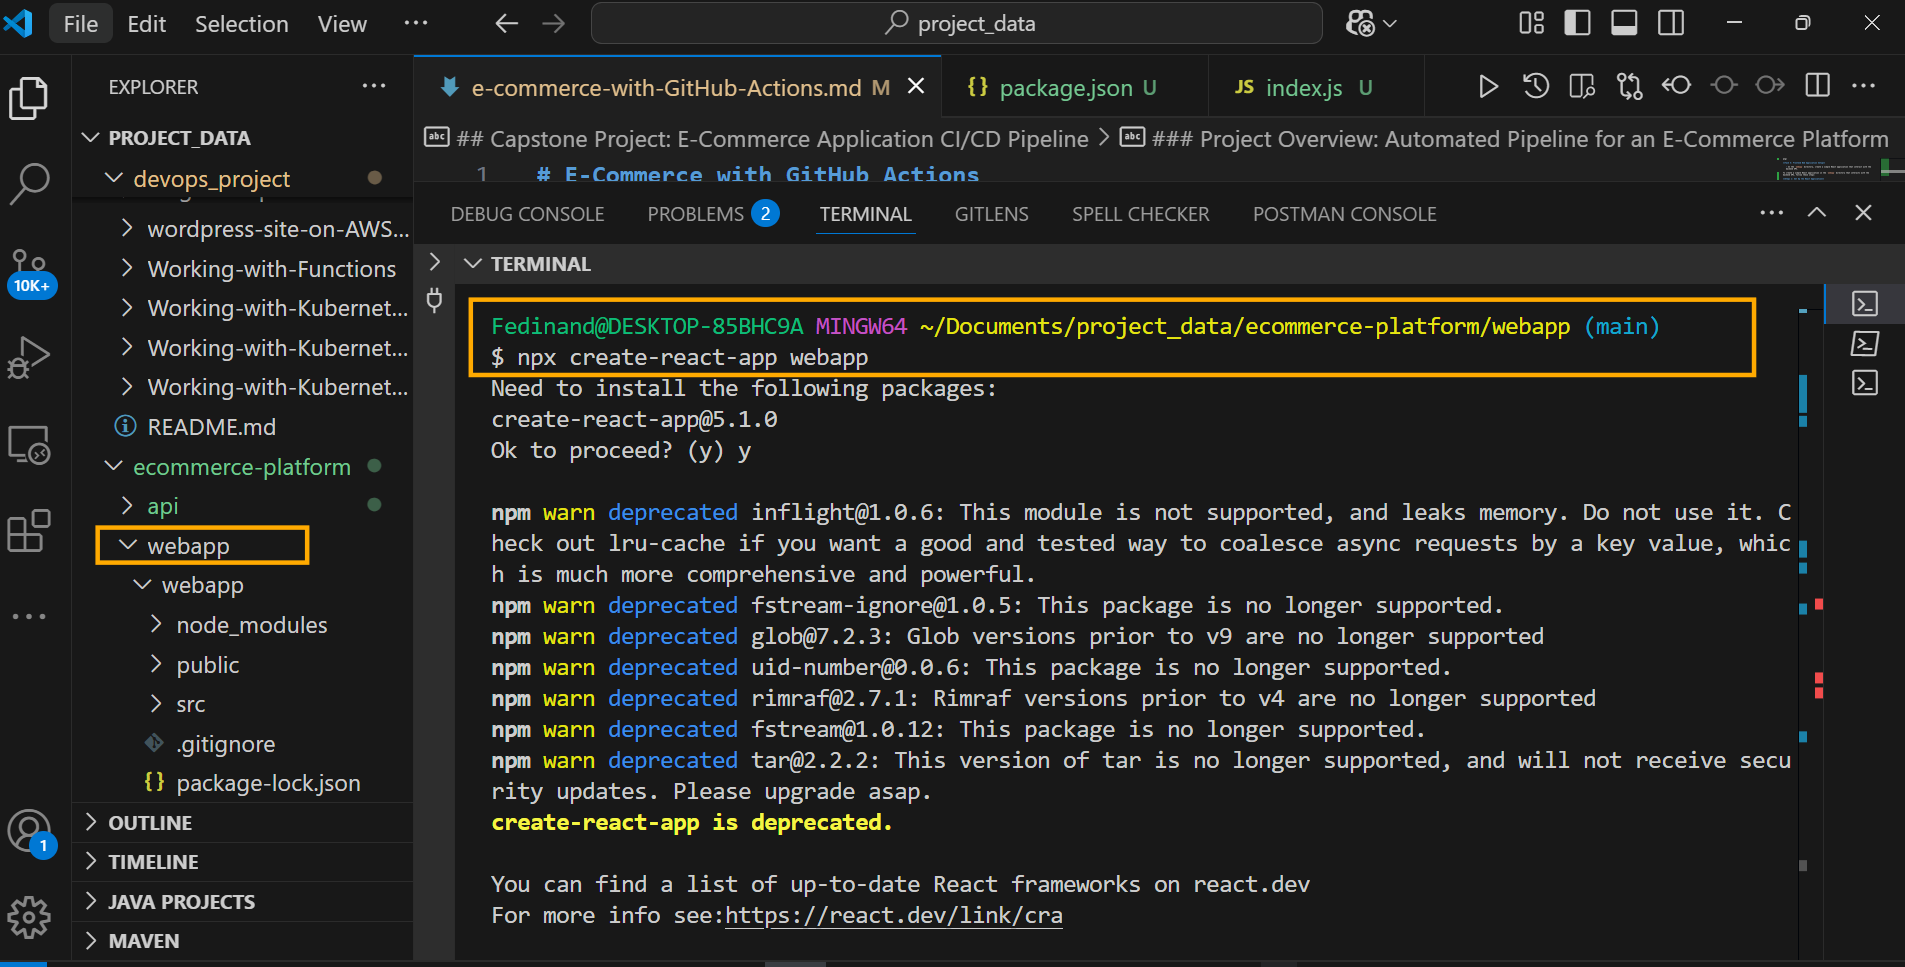 File Edit Selection View ··· project_data
EXPLORER ···
PROJECT_DATA
devops_project
wordpress-site-on-AWS...
Working-with-Functions
Working-with-Kubernet...
Working-with-Kubernet...
Working-with-Kubernet...
README.md
ecommerce-platform
api
webapp
webapp
node_modules
public
src
.gitignore
{} package-lock.json
OUTLINE
TIMELINE
JAVA PROJECTS
MAVEN
10K+
1
e-commerce-with-GitHub-Actions.md M
{} package.json U
JS index.js U
abc ## Capstone Project: E-Commerce Application CI/CD Pipeline > abc ### Project Overview: Automated Pipeline for an E-Commerce Platform
1 # E-Commerce with GitHub Actions
DEBUG CONSOLE PROBLEMS 2 TERMINAL GITLENS SPELL CHECKER POSTMAN CONSOLE
TERMINAL
Fedinand@DESKTOP-85BHC9A MINGW64 ~/Documents/project_data/ecommerce-platform/webapp (main)
$ npx create-react-app webapp
Need to install the following packages:
create-react-app@5.1.0
Ok to proceed? (y) y
npm warn deprecated inflight@1.0.6: This module is not supported, and leaks memory. Do not use it. C
heck out lru-cache if you want a good and tested way to coalesce async requests by a key value, whic
h is much more comprehensive and powerful.
npm warn deprecated fstream-ignore@1.0.5: This package is no longer supported.
npm warn deprecated glob@7.2.3: Glob versions prior to v9 are no longer supported
npm warn deprecated uid-number@0.0.6: This package is no longer supported.
npm warn deprecated rimraf@2.7.1: Rimraf versions prior to v4 are no longer supported
npm warn deprecated fstream@1.0.12: This package is no longer supported.
npm warn deprecated tar@2.2.2: This version of tar is no longer supported, and will not receive secu
rity updates. Please upgrade asap.
create-react-app is deprecated.
You can find a list of up-to-date React frameworks on react.dev
For more info see:https://react.dev/link/cra